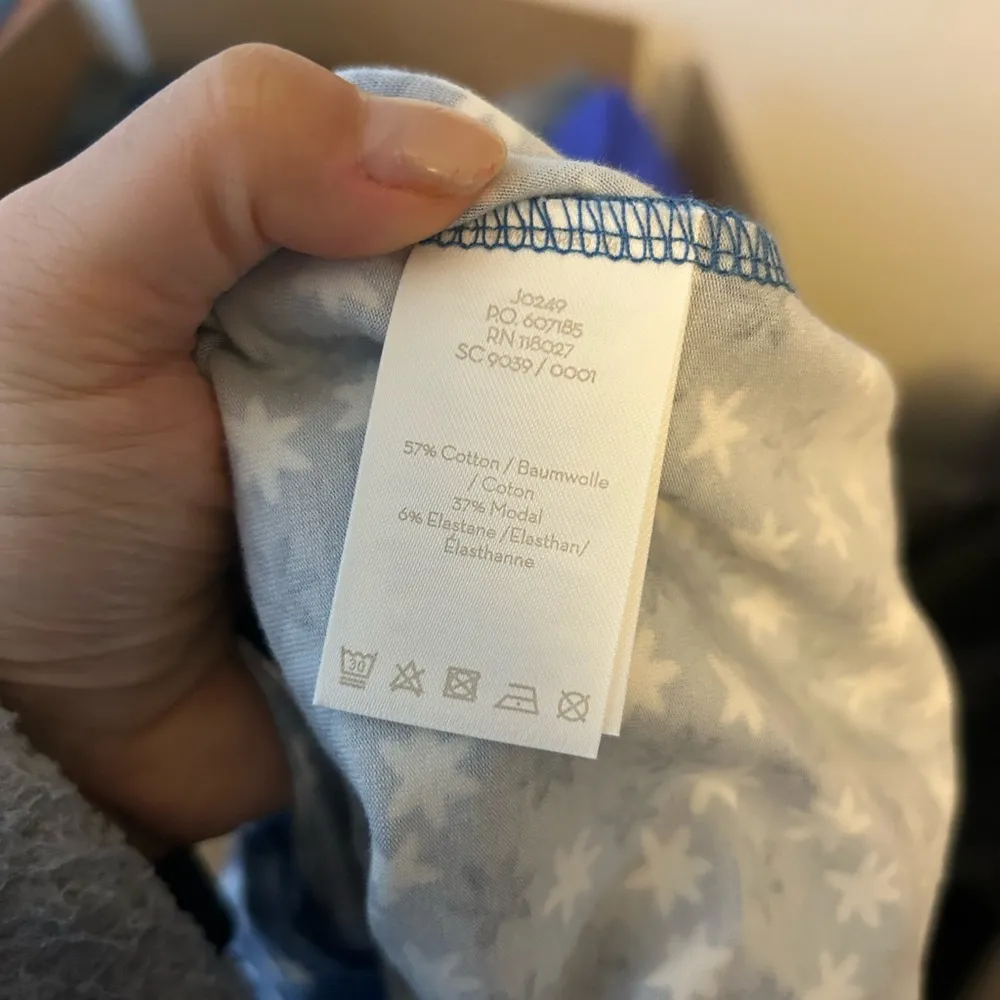 J0249
P.O. 607185
RN 118027
SC 9039 / 0001
57% Cotton / Baumwolle
/ Coton
37% Modal
6% Elastane /Elasthan/
Élasthanne
30